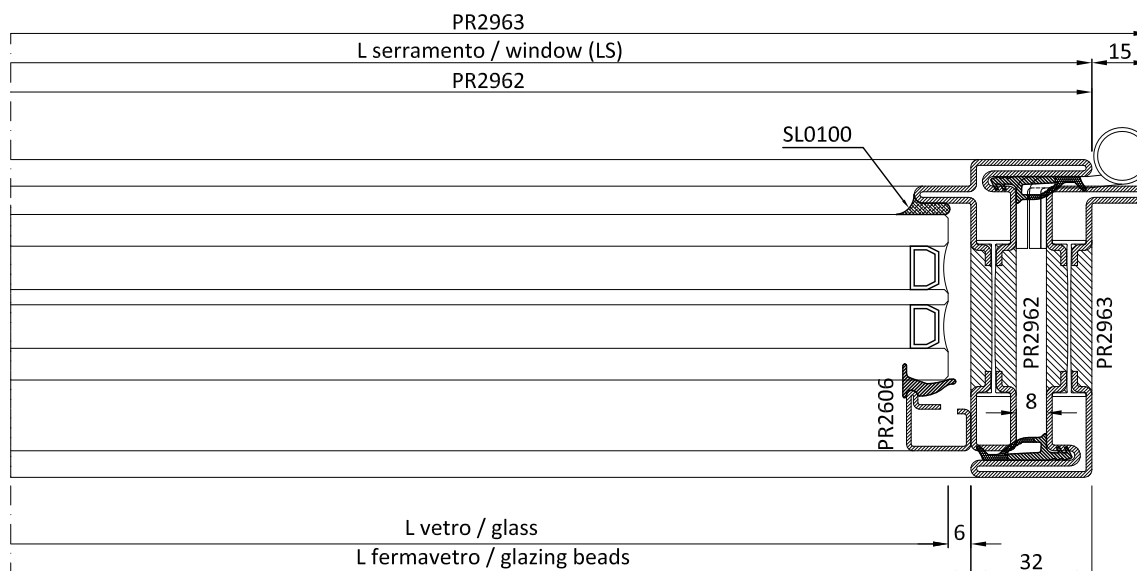 PR2963
L serramento / window (LS)
15
PR2962
SL0100
PR2962
PR2963
PR2606
8
L vetro / glass
6
L fermavetro / glazing beads
32